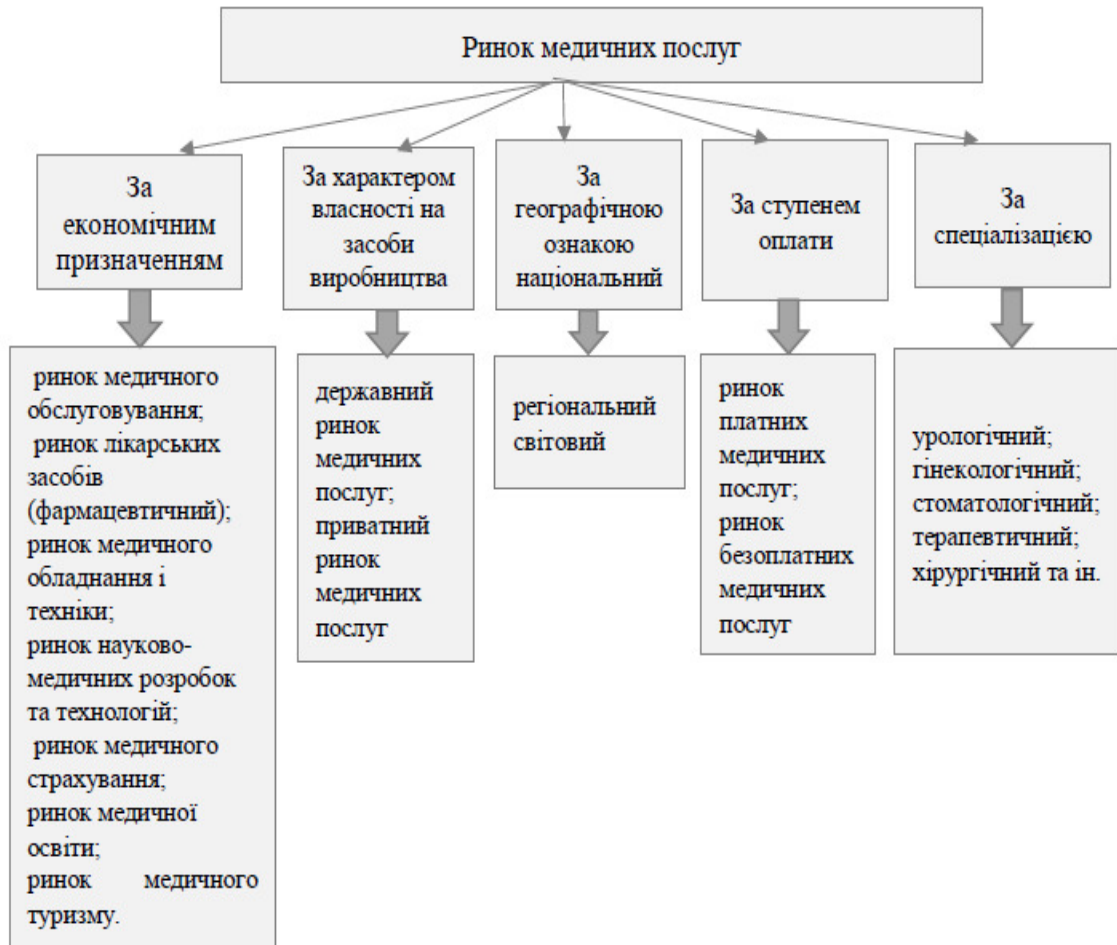 Ринок медичних послуг
За
економічним
призначенням
За характером
власності на
засоби
виробництва
За
географічною
ознакою
національний
За ступенем
оплати
За
спеціалізацією
ринок медичного
обслуговування;
ринок лікарських
засобів
(фармацевтичний);
ринок медичного
обладнання і
техніки;
ринок науково-
медичних розробок
та технологій;
ринок медичного
страхування;
ринок медичної
освіти;
ринок медичного
туризму.
державний
ринок
медичних
послуг;
приватний
ринок
медичних
послуг
регіональний
світовий
ринок
платних
медичних
послуг;
ринок
безоплатних
медичних
послуг
урологічний;
гінекологічний;
стоматологічний;
терапевтичний;
хірургічний та ін.